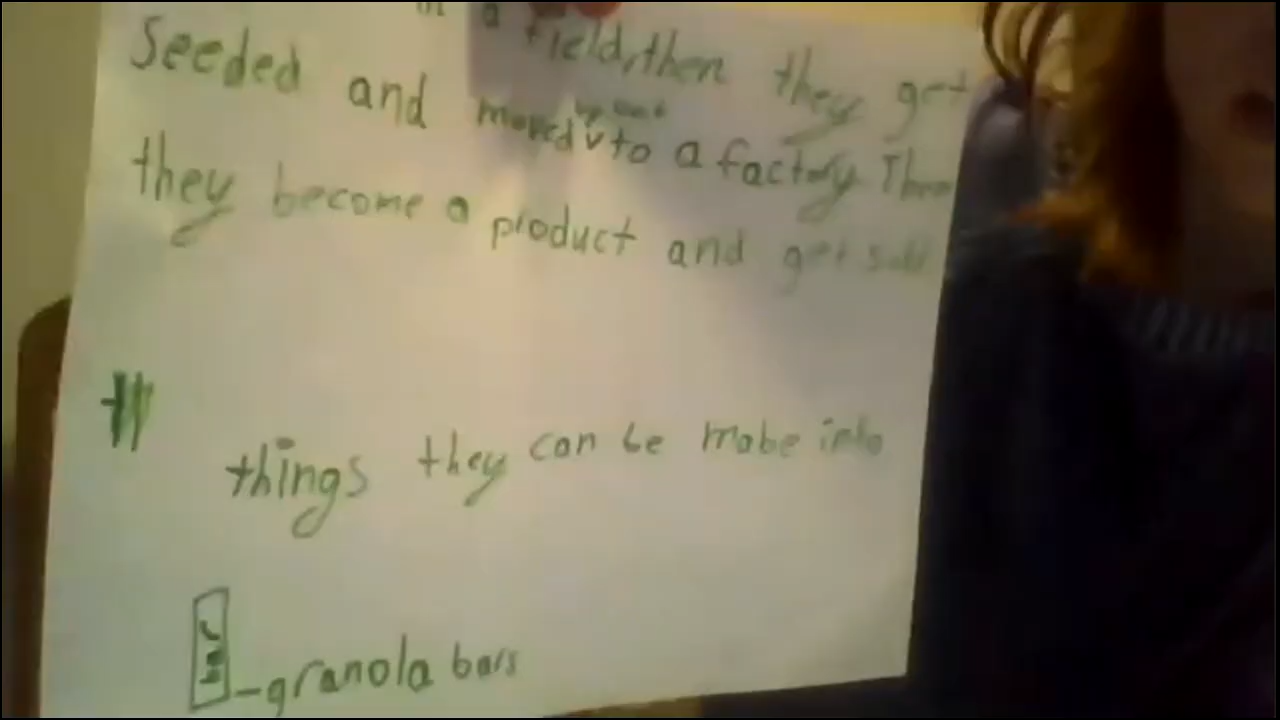 a field, then they get
Seeded and moved to a factory Then
they become a product and get sold
things they can be mabe into
-granola bars